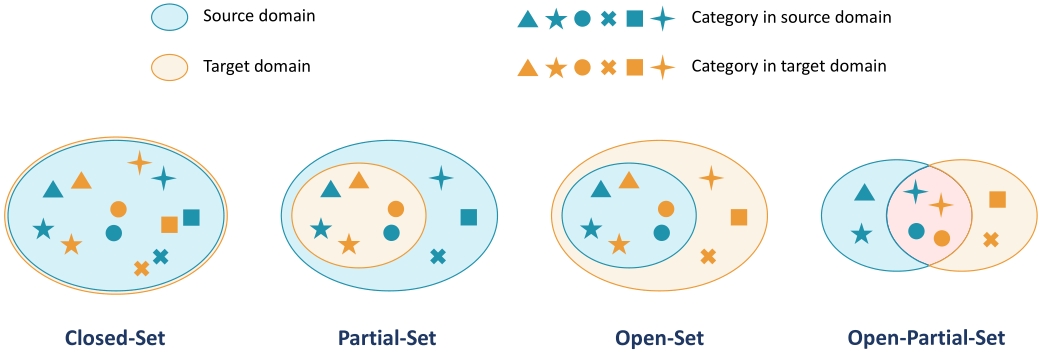 Source domain
Category in source domain
Target domain
Category in target domain
Closed-Set
Partial-Set
Open-Set
Open-Partial-Set